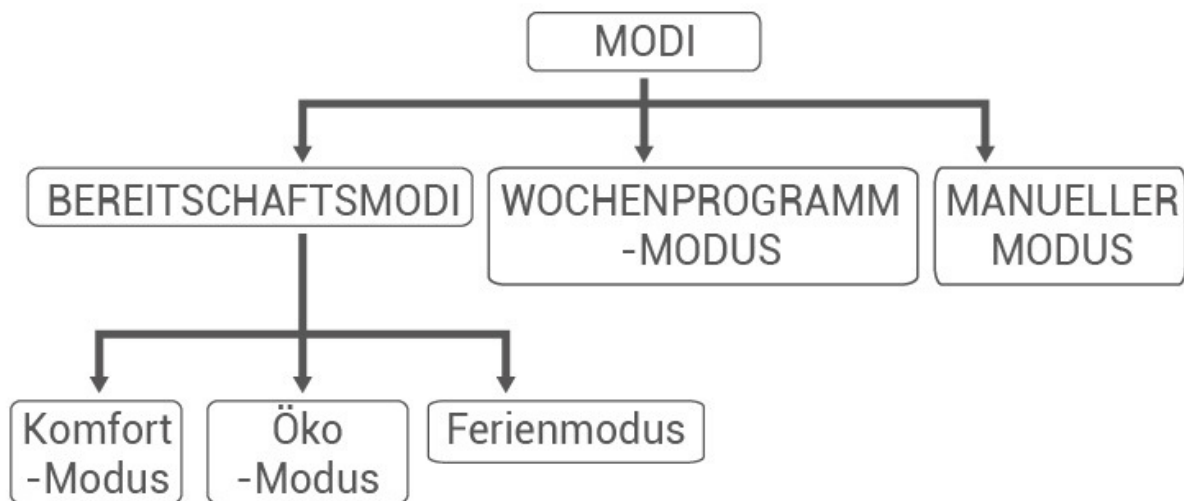 MODI
BEREITSCHAFTSMODI
WOCHENPROGRAMM
-MODUS
MANUELLER
MODUS
Komfort
-Modus
Öko
-Modus
Ferienmodus